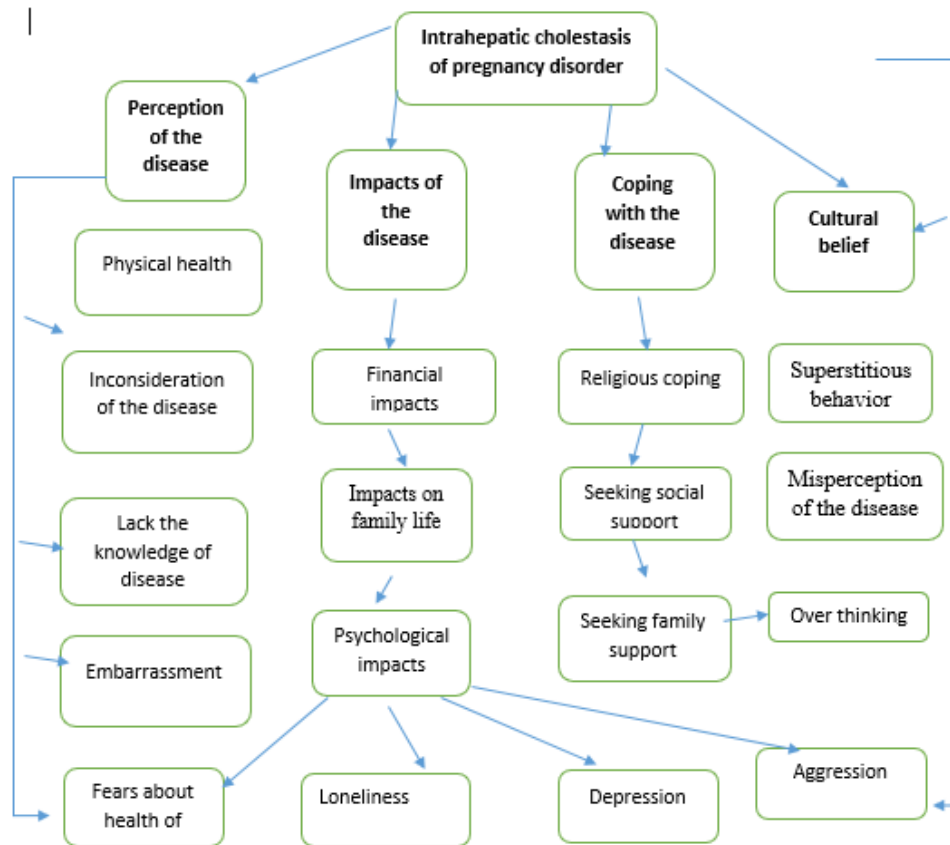 Intrahepatic cholestasis
of pregnancy disorder
Perception
of the
disease
Impacts of
the
disease
Coping
with the
disease
Cultural
belief
Physical health
Inconsideration
of the disease
Financial
impacts
Religious coping
Superstitious
behavior
Lack the
knowledge of
disease
Impacts on
family life
Seeking social
support
Misperception
of the disease
Embarrassment
Psychological
impacts
Seeking family
support
Over thinking
Fears about
health of
Loneliness
Depression
Aggression